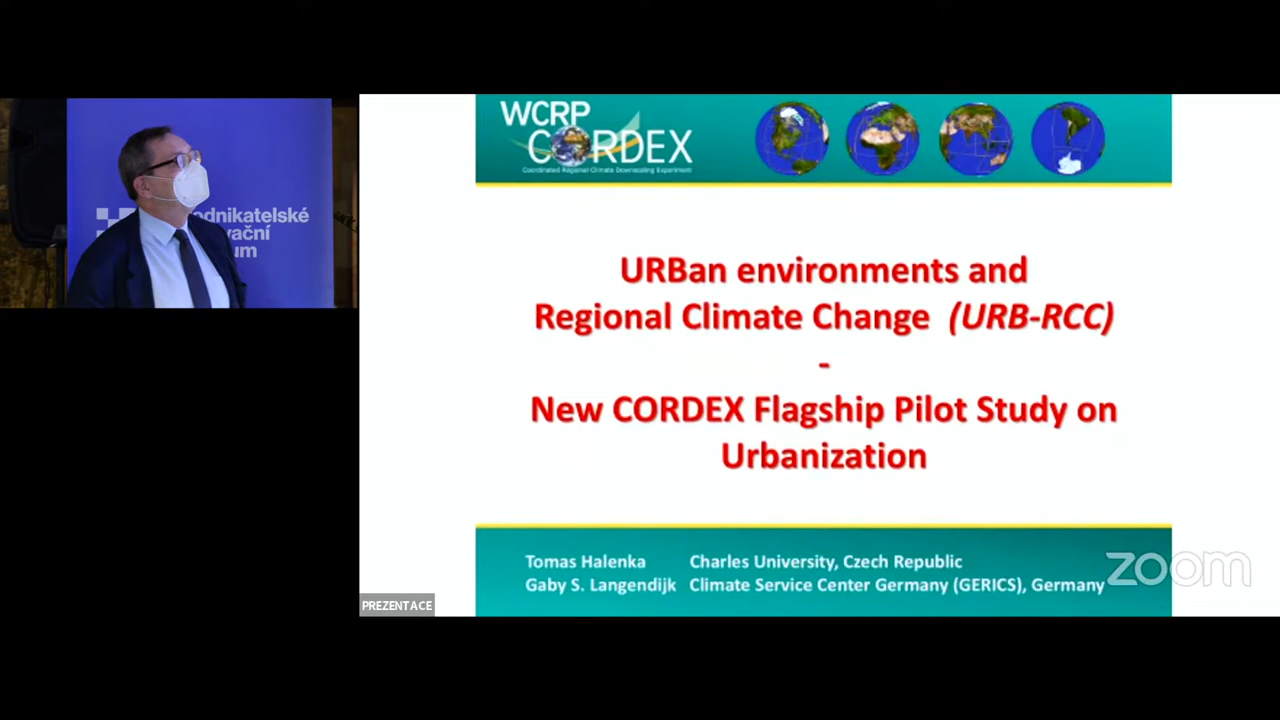 odnikatelské
vační
um
WCRP
CORDEX
Coordinated Regional Climate Downscaling Experiment
URBan environments and
Regional Climate Change (URB-RCC)
-
New CORDEX Flagship Pilot Study on
Urbanization
Tomas Halenka Charles University, Czech Republic
Gaby S. Langendijk Climate Service Center Germany (GERICS), Germany
zoom
PREZENTACE